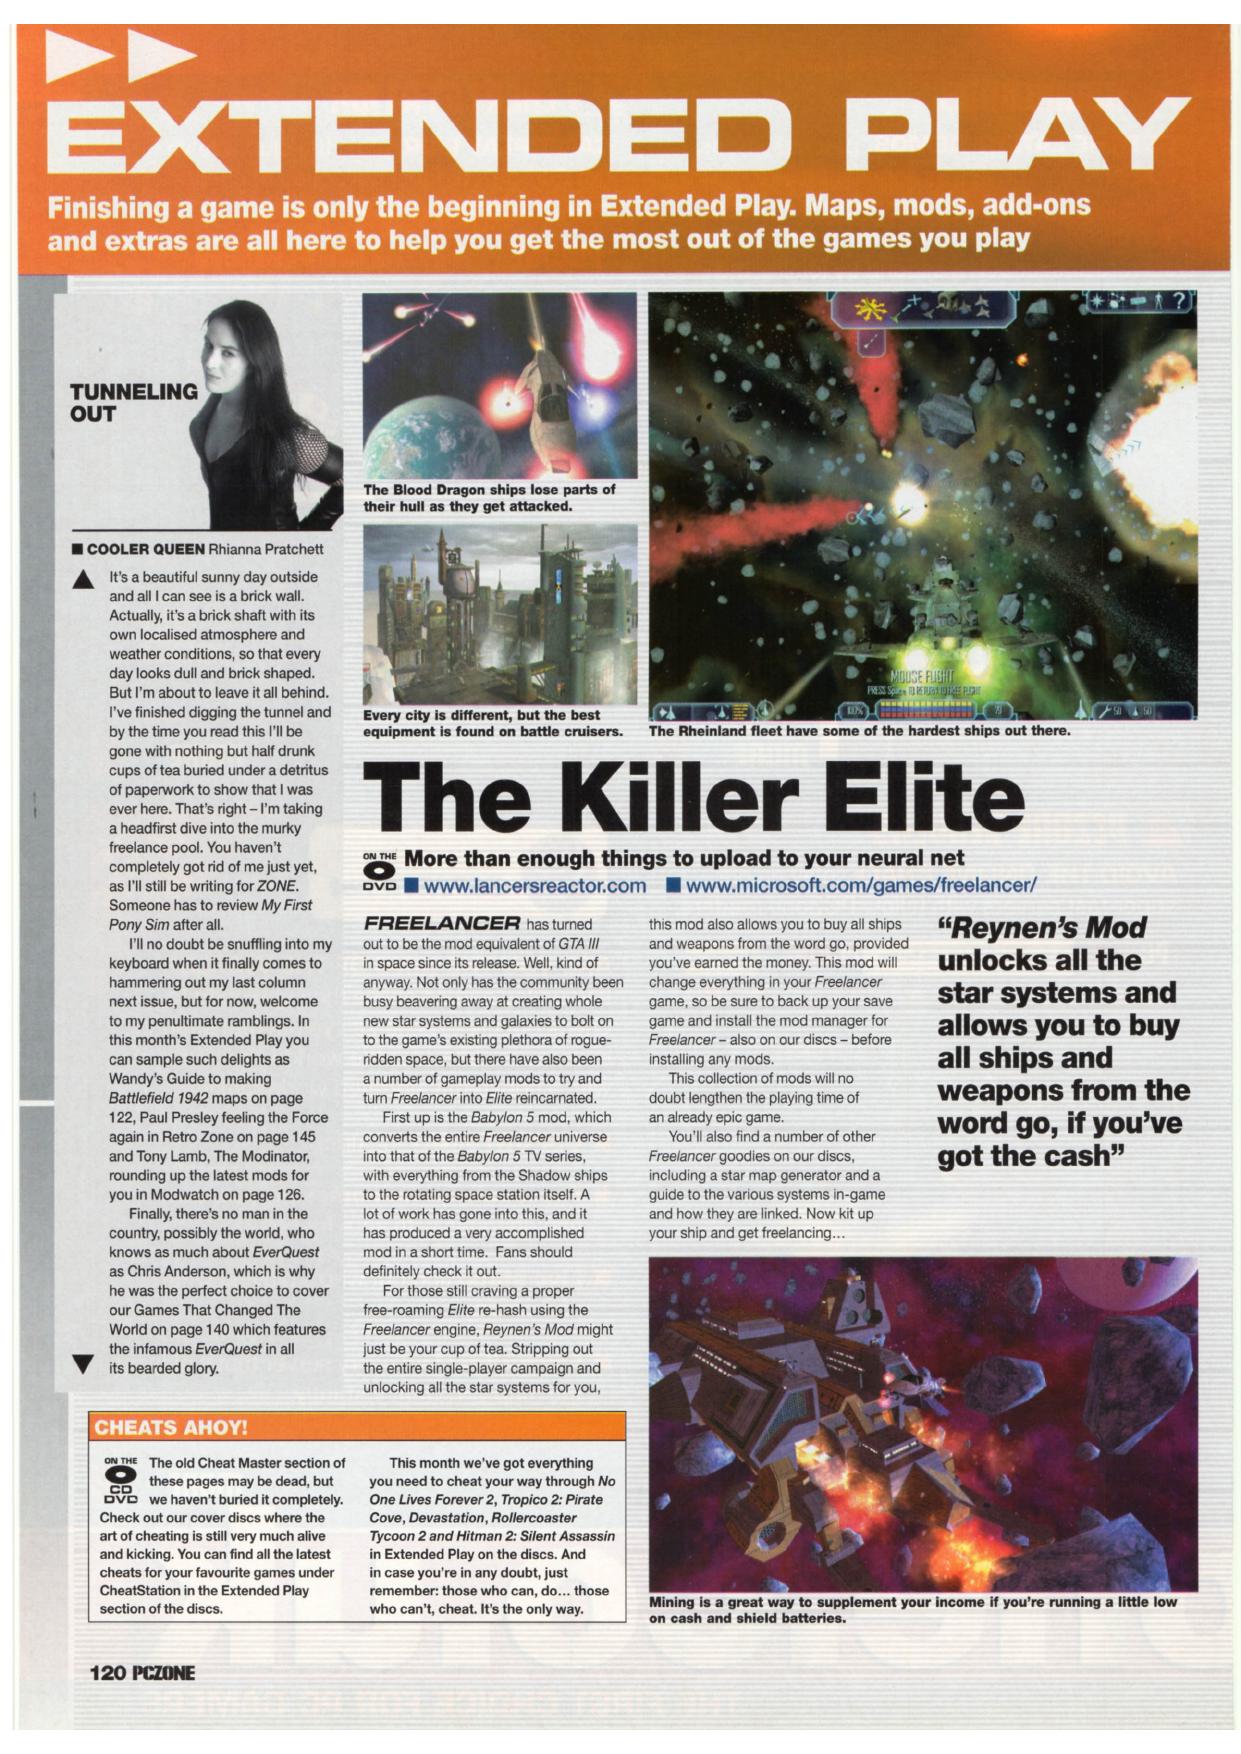 EXTENDED PLAY
Finishing a game is only the beginning in Extended Play. Maps, mods, add-ons
and extras are all here to help you get the most out of the games you play
TUNNELING
OUT
■ COOLER QUEEN Rhianna Pratchett
It's a beautiful sunny day outside
and all I can see is a brick wall.
Actually, it's a brick shaft with its
own localised atmosphere and
weather conditions, so that every
day looks dull and brick shaped.
But I'm about to leave it all behind.
I've finished digging the tunnel and
by the time you read this I'll be
gone with nothing but half drunk
cups of tea buried under a detritus
of paperwork to show that I was
ever here. That's right – I'm taking
a headfirst dive into the murky
freelance pool. You haven't
completely got rid of me just yet,
as I'll still be writing for ZONE.
Someone has to review My First
Pony Sim after all.
I'll no doubt be snuffling into my
keyboard when it finally comes to
hammering out my last column
next issue, but for now, welcome
to my penultimate ramblings. In
this month's Extended Play you
can sample such delights as
Wandy's Guide to making
Battlefield 1942 maps on page
122, Paul Presley feeling the Force
again in Retro Zone on page 145
and Tony Lamb, The Modinator,
rounding up the latest mods for
you in Modwatch on page 126.
Finally, there's no man in the
country, possibly the world, who
knows as much about EverQuest
as Chris Anderson, which is why
he was the perfect choice to cover
our Games That Changed The
World on page 140 which features
the infamous EverQuest in all
its bearded glory.
The Blood Dragon ships lose parts of
their hull as they get attacked.
Every city is different, but the best
equipment is found on battle cruisers.
?
MOUSE FLIGHT
PRESS Space TO RETURN TO FREE FLIGHT
100%
79
50
50
The Rheinland fleet have some of the hardest ships out there.
The Killer Elite
ON THE
DVD
More than enough things to upload to your neural net
■ www.lancersreactor.com ■ www.microsoft.com/games/freelancer/
FREELANCER has turned
out to be the mod equivalent of GTA III
in space since its release. Well, kind of
anyway. Not only has the community been
busy beavering away at creating whole
new star systems and galaxies to bolt on
to the game's existing plethora of rogue-
ridden space, but there have also been
a number of gameplay mods to try and
turn Freelancer into Elite reincarnated.
First up is the Babylon 5 mod, which
converts the entire Freelancer universe
into that of the Babylon 5 TV series,
with everything from the Shadow ships
to the rotating space station itself. A
lot of work has gone into this, and it
has produced a very accomplished
mod in a short time. Fans should
definitely check it out.
For those still craving a proper
free-roaming Elite re-hash using the
Freelancer engine, Reynen's Mod might
just be your cup of tea. Stripping out
the entire single-player campaign and
unlocking all the star systems for you,
this mod also allows you to buy all ships
and weapons from the word go, provided
you've earned the money. This mod will
change everything in your Freelancer
game, so be sure to back up your save
game and install the mod manager for
Freelancer – also on our discs – before
installing any mods.
This collection of mods will no
doubt lengthen the playing time of
an already epic game.
You'll also find a number of other
Freelancer goodies on our discs,
including a star map generator and a
guide to the various systems in-game
and how they are linked. Now kit up
your ship and get freelancing...
"Reynen's Mod
unlocks all the
star systems and
allows you to buy
all ships and
weapons from the
word go, if you've
got the cash"
Mining is a great way to supplement your income if you're running a little low
on cash and shield batteries.
CHEATS AHOY!
ON THE
CD
DVD
The old Cheat Master section of
these pages may be dead, but
we haven't buried it completely.
Check out our cover discs where the
art of cheating is still very much alive
and kicking. You can find all the latest
cheats for your favourite games under
CheatStation in the Extended Play
section of the discs.
This month we've got everything
you need to cheat your way through No
One Lives Forever 2, Tropico 2: Pirate
Cove, Devastation, Rollercoaster
Tycoon 2 and Hitman 2: Silent Assassin
in Extended Play on the discs. And
in case you're in any doubt, just
remember: those who can, do... those
who can't, cheat. It's the only way.
120 PCZONE